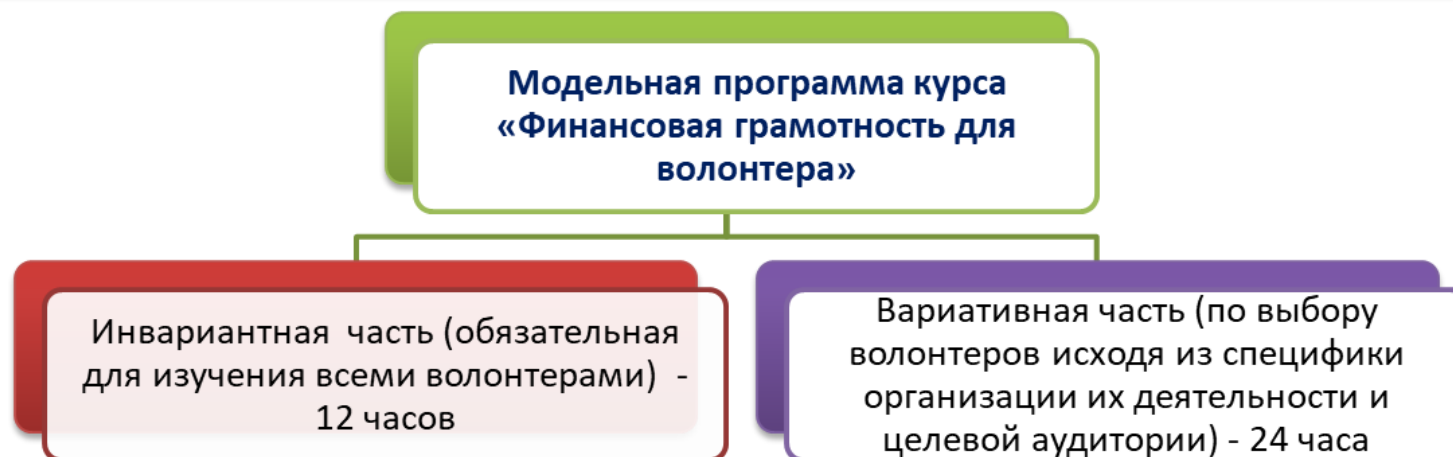 Модельная программа курса
«Финансовая грамотность для
волонтера»
Инвариантная часть (обязательная
для изучения всеми волонтерами) -
12 часов
Вариативная часть (по выбору
волонтеров исходя из специфики
организации их деятельности и
целевой аудитории) - 24 часа